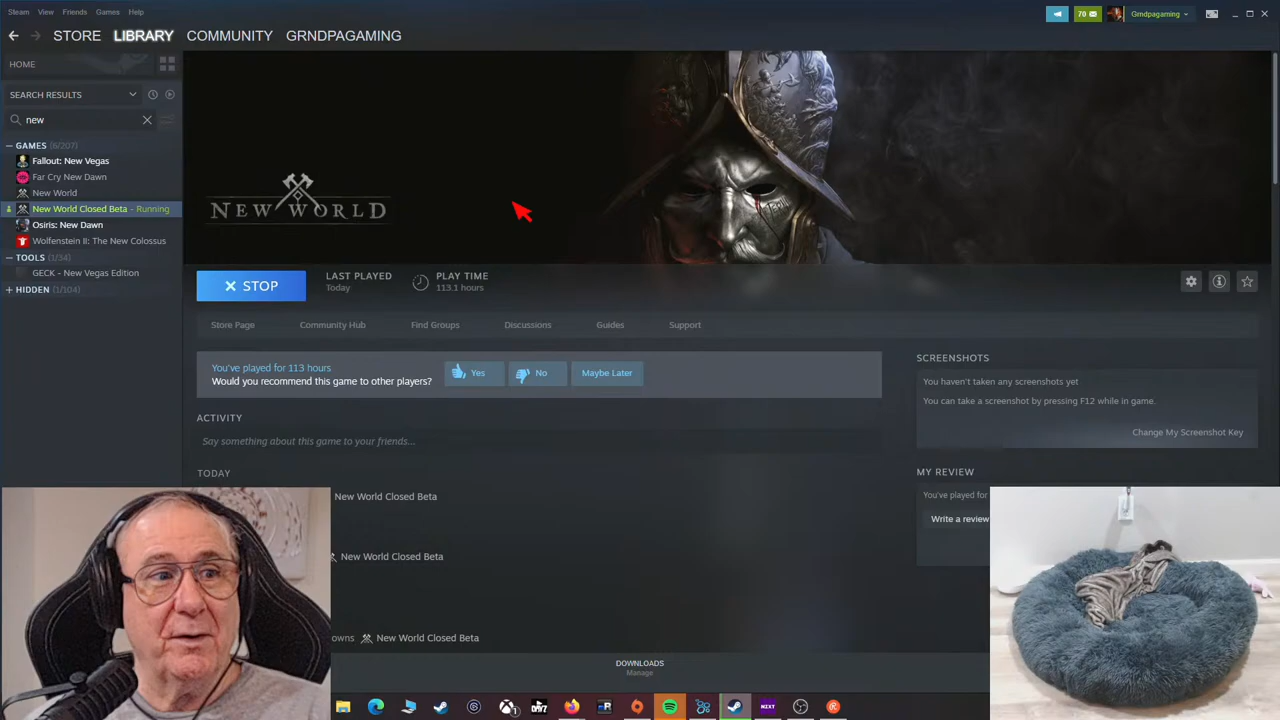 Steam View Friends Games Help
70 Grndpagaming
STORE LIBRARY COMMUNITY GRNDPAGAMING
HOME
SEARCH RESULTS
new
GAMES (6/207)
Fallout: New Vegas
Far Cry New Dawn
New World
New World Closed Beta - Running
Osiris: New Dawn
Wolfenstein II: The New Colossus
TOOLS (1/34)
GECK - New Vegas Edition
HIDDEN (1/104)
NEW WORLD
STOP
LAST PLAYED
Today
PLAY TIME
113.1 hours
Store Page Community Hub Find Groups Discussions Guides Support
You've played for 113 hours
Would you recommend this game to other players?
Yes No Maybe Later
ACTIVITY
Say something about this game to your friends...
TODAY
New World Closed Beta
New World Closed Beta
owns New World Closed Beta
SCREENSHOTS
You haven't taken any screenshots yet
You can take a screenshot by pressing F12 while in game.
Change My Screenshot Key
MY REVIEW
You've played for
Write a review
DOWNLOADS
Manage